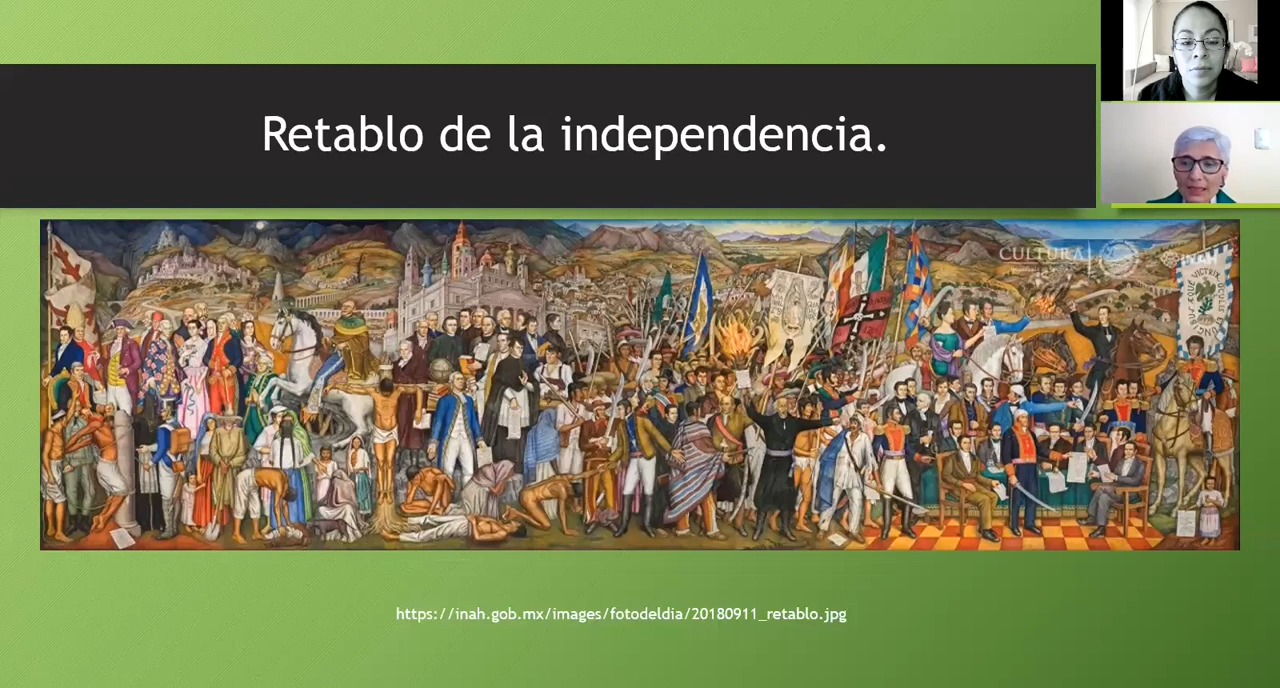 Retablo de la independencia.
CULTURA
INAH
https://inah.gob.mx/images/fotodeldia/20180911_retablo.jpg